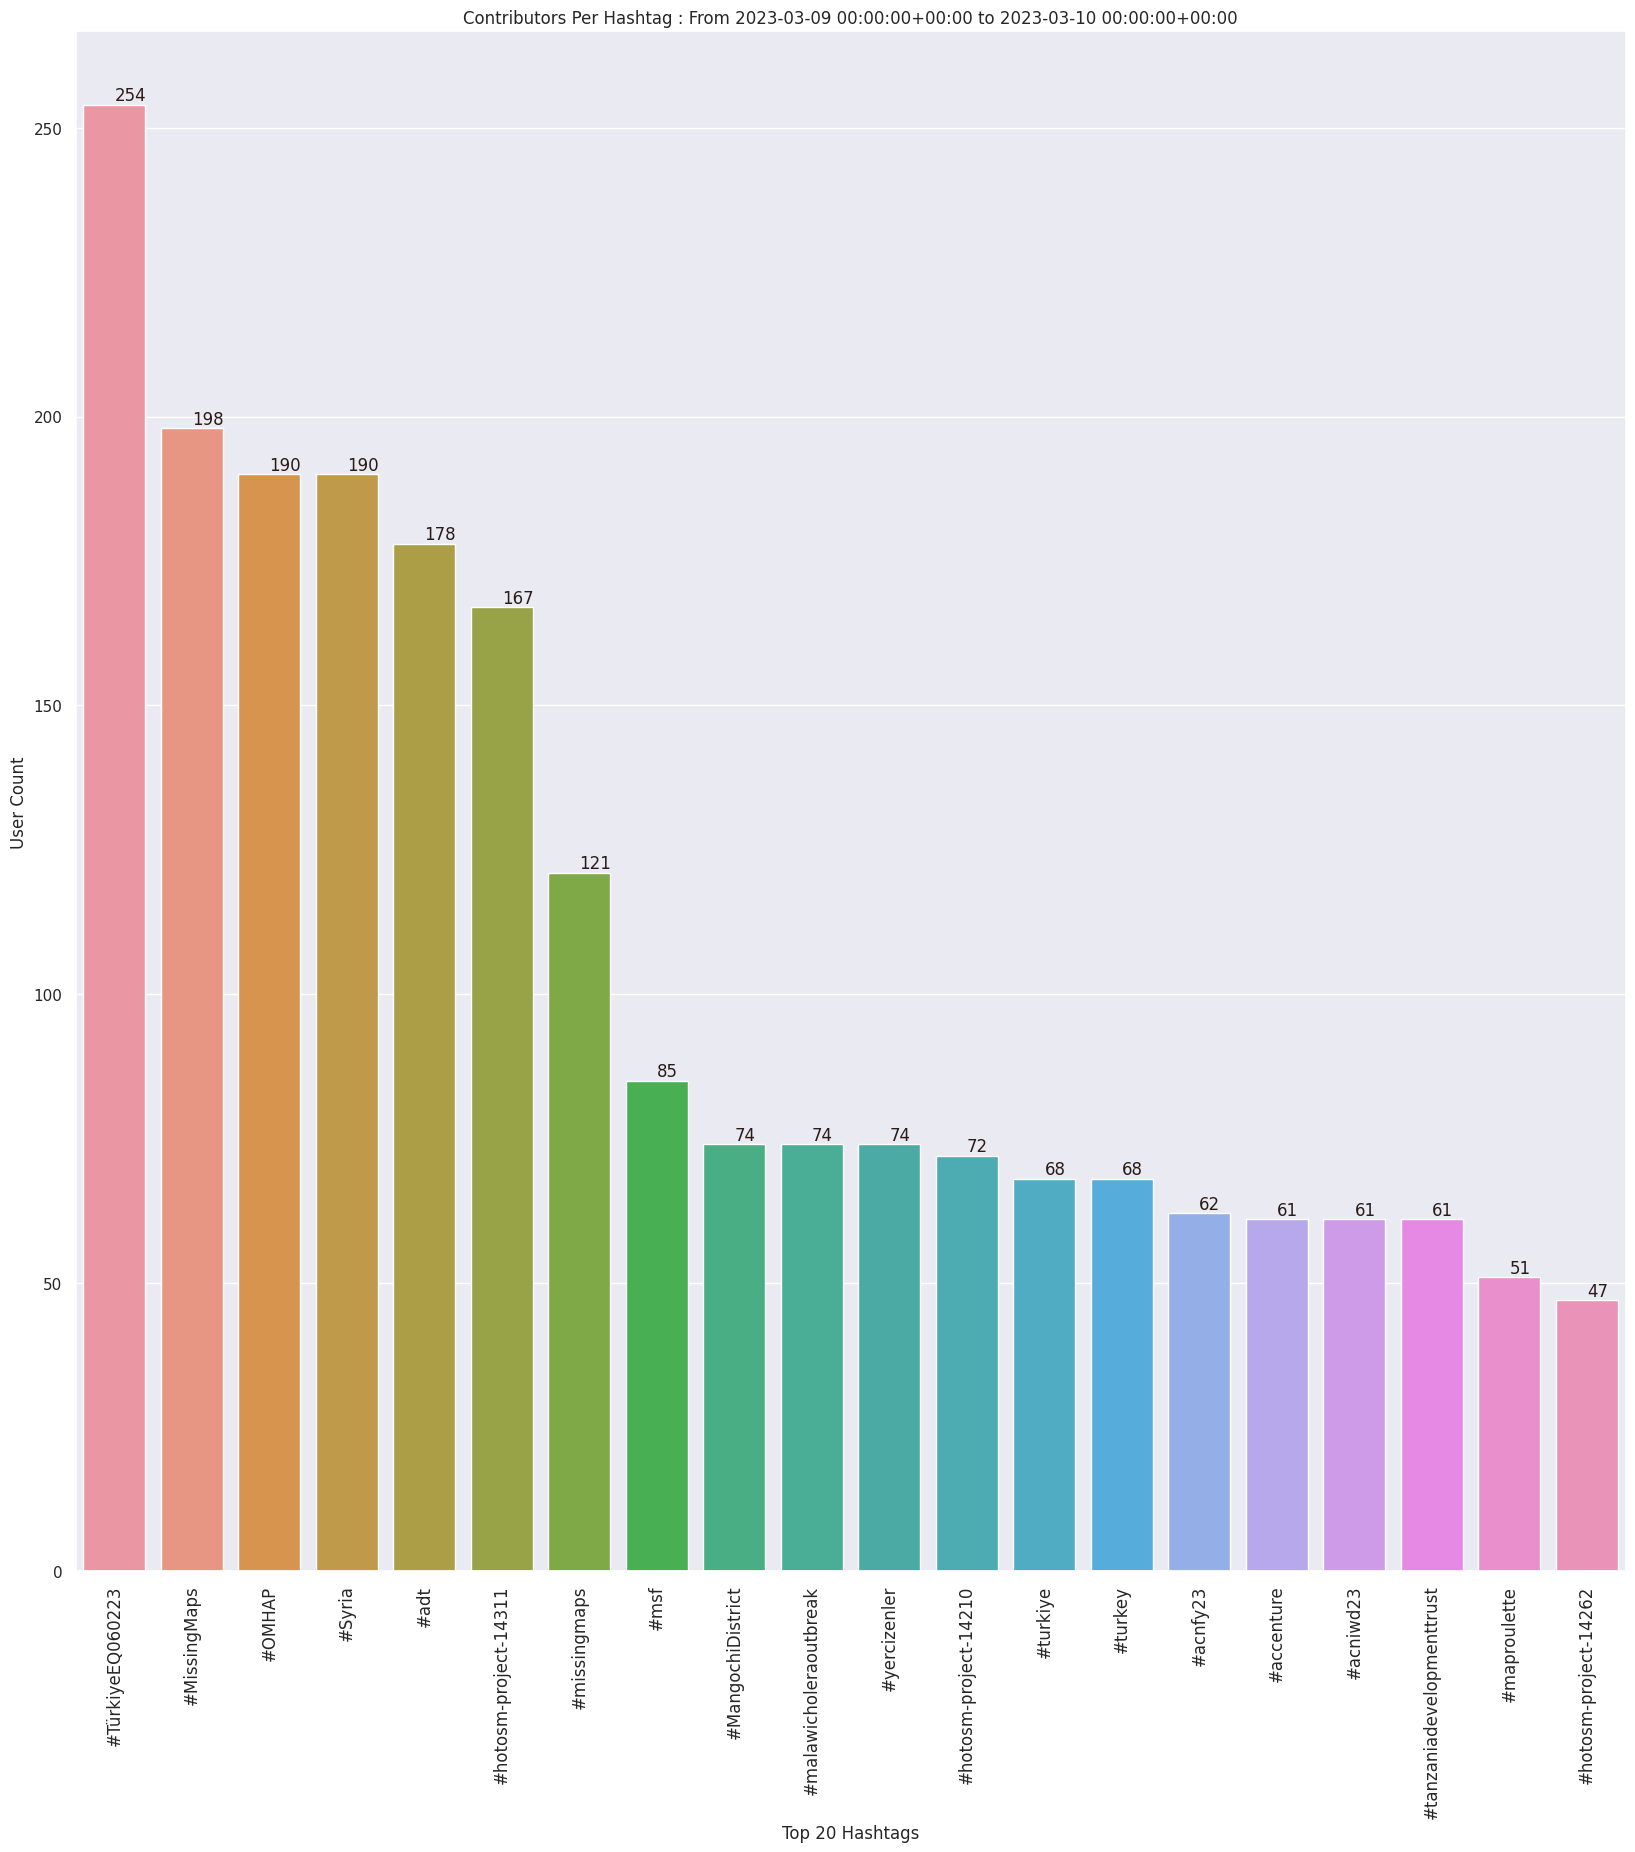 Contributors Per Hashtag : From 2023-03-09 00:00:00+00:00 to 2023-03-10 00:00:00+00:00
254
198
190
190
178
167
121
85
74
74
74
72
68
68
62
61
61
61
51
47
250
200
150
100
50
0
User Count
#TürkiyeEQ060223
#MissingMaps
#OMHAP
#Syria
#adt
#hotosm-project-14311
#missingmaps
#msf
#MangochiDistrict
#malawicholeraoutbreak
#yercizenler
#hotosm-project-14210
#turkiye
#turkey
#acnfy23
#accenture
#acniwd23
#tanzaniadevelopmenttrust
#maproulette
#hotosm-project-14262
Top 20 Hashtags